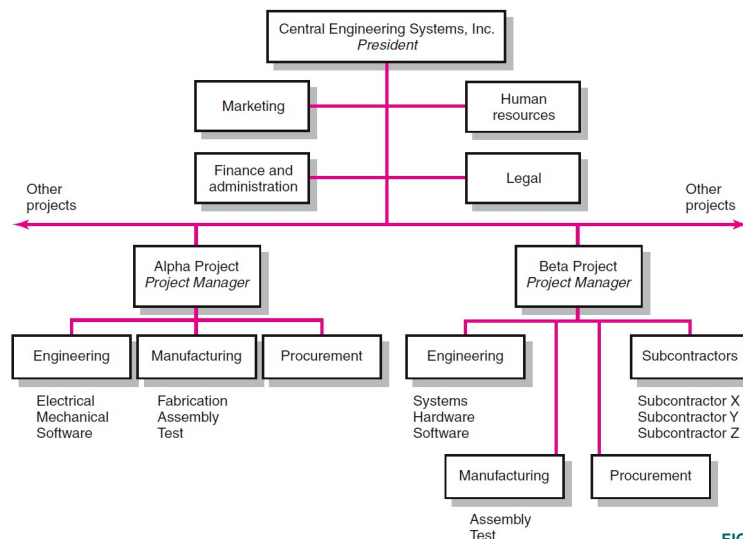 Central Engineering Systems, Inc.
President
Marketing
Human
resources
Finance and
administration
Legal
Other
projects
Other
projects
Alpha Project
Project Manager
Beta Project
Project Manager
Engineering
Manufacturing
Procurement
Engineering
Subcontractors
Electrical
Mechanical
Software
Fabrication
Assembly
Test
Systems
Hardware
Software
Subcontractor X
Subcontractor Y
Subcontractor Z
Manufacturing
Procurement
Assembly
Test